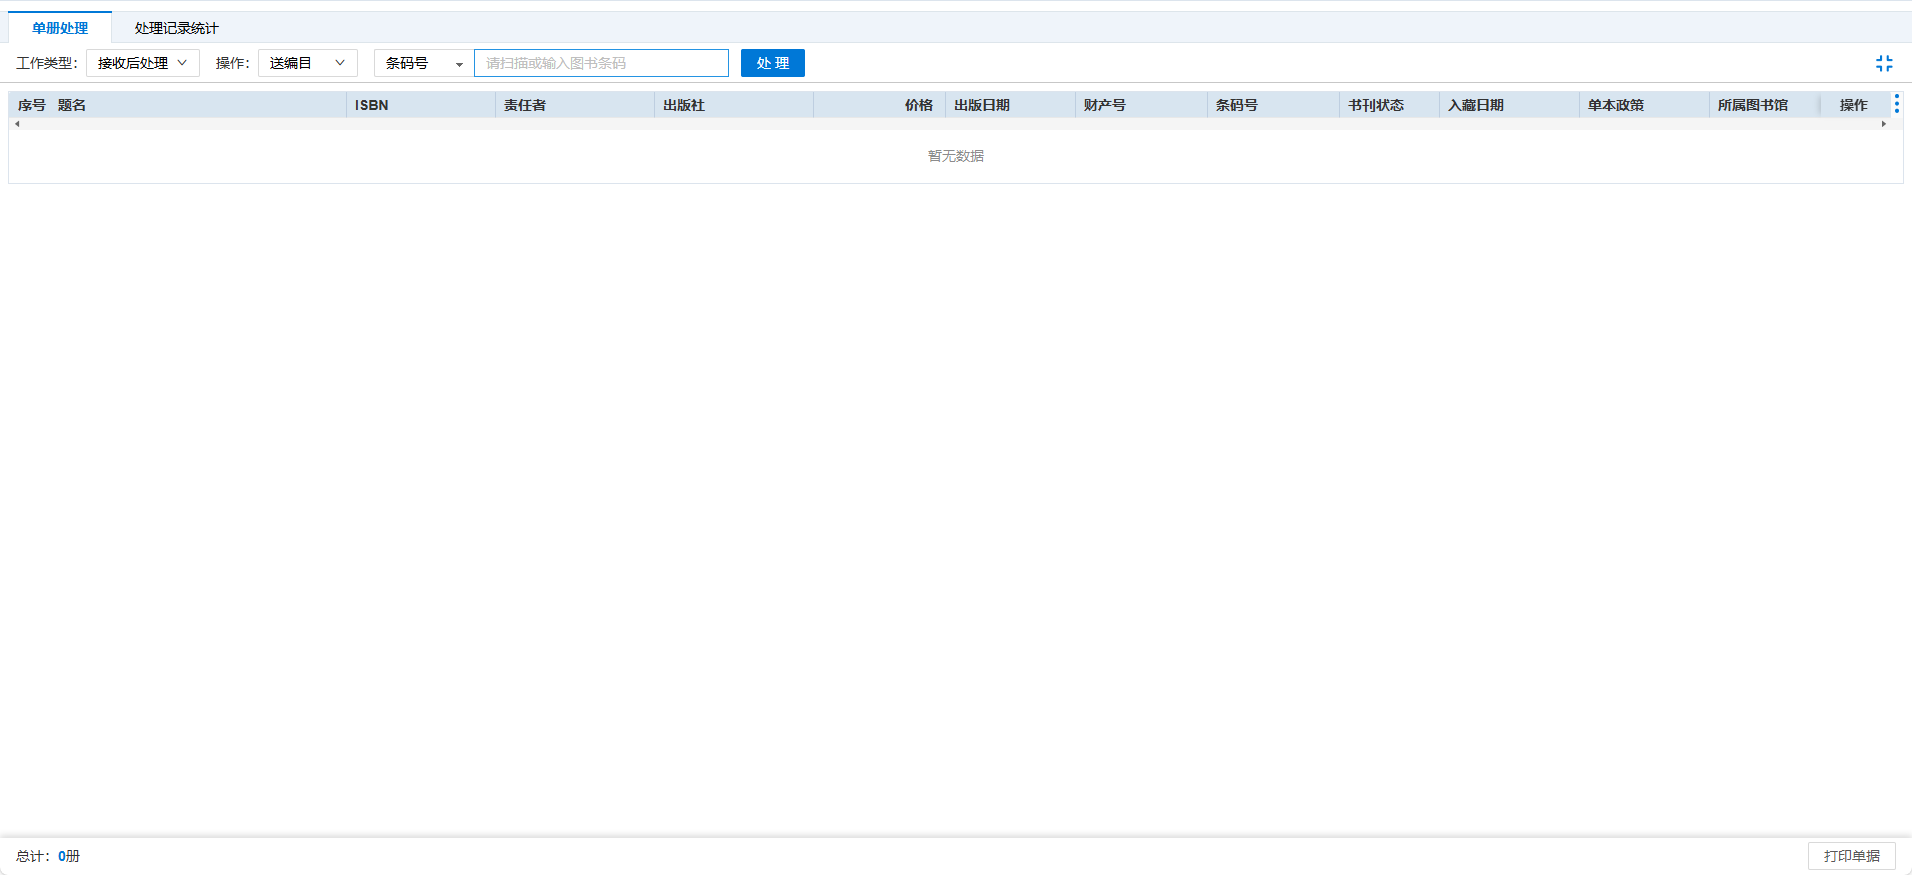 单册处理 处理记录统计
工作类型： 接收后处理 操作： 送编目 条码号 请扫描或输入图书条码 处 理
序号 题名 ISBN 责任者 出版社 价格 出版日期 财产号 条码号 书刊状态 入藏日期 单本政策 所属图书馆 操作
暂无数据
总计：0册 打印单据